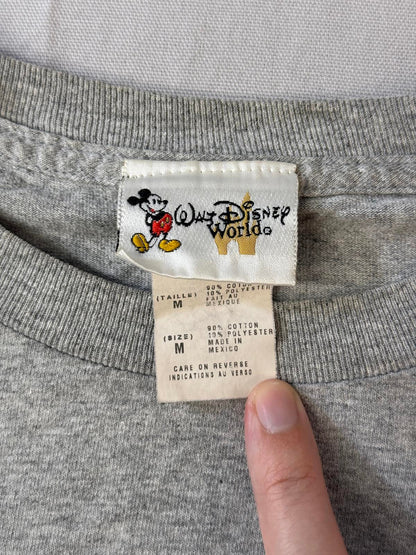 Walt Disney
World®
90% COTON
(TAILLE) 10% POLYESTER
M FAIT AU
MEXIQUE
90% COTTON
(SIZE) 10% POLYESTER
M MADE IN
MEXICO
CARE ON REVERSE
INDICATIONS AU VERSO